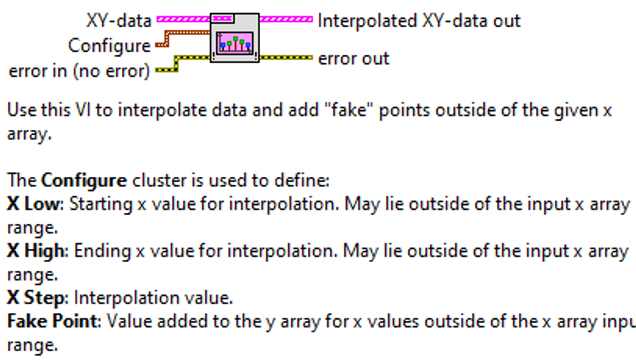 XY-data
Interpolated XY-data out
Configure
error out
error in (no error)
Use this VI to interpolate data and add "fake" points outside of the given x
array.
The Configure cluster is used to define:
X Low: Starting x value for interpolation. May lie outside of the input x array
range.
X High: Ending x value for interpolation. May lie outside of the input x array
range.
X Step: Interpolation value.
Fake Point: Value added to the y array for x values outside of the x array inpu
range.